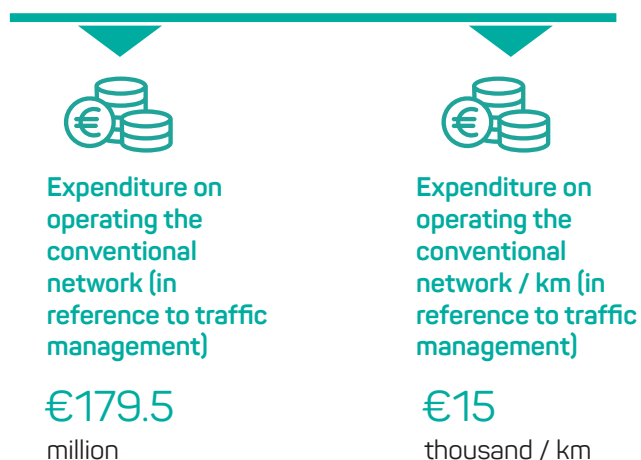 Expenditure on
operating the
conventional
network (in
reference to traffic
management)
€179.5
million
Expenditure on
operating the
conventional
network / km (in
reference to traffic
management)
€15
thousand / km